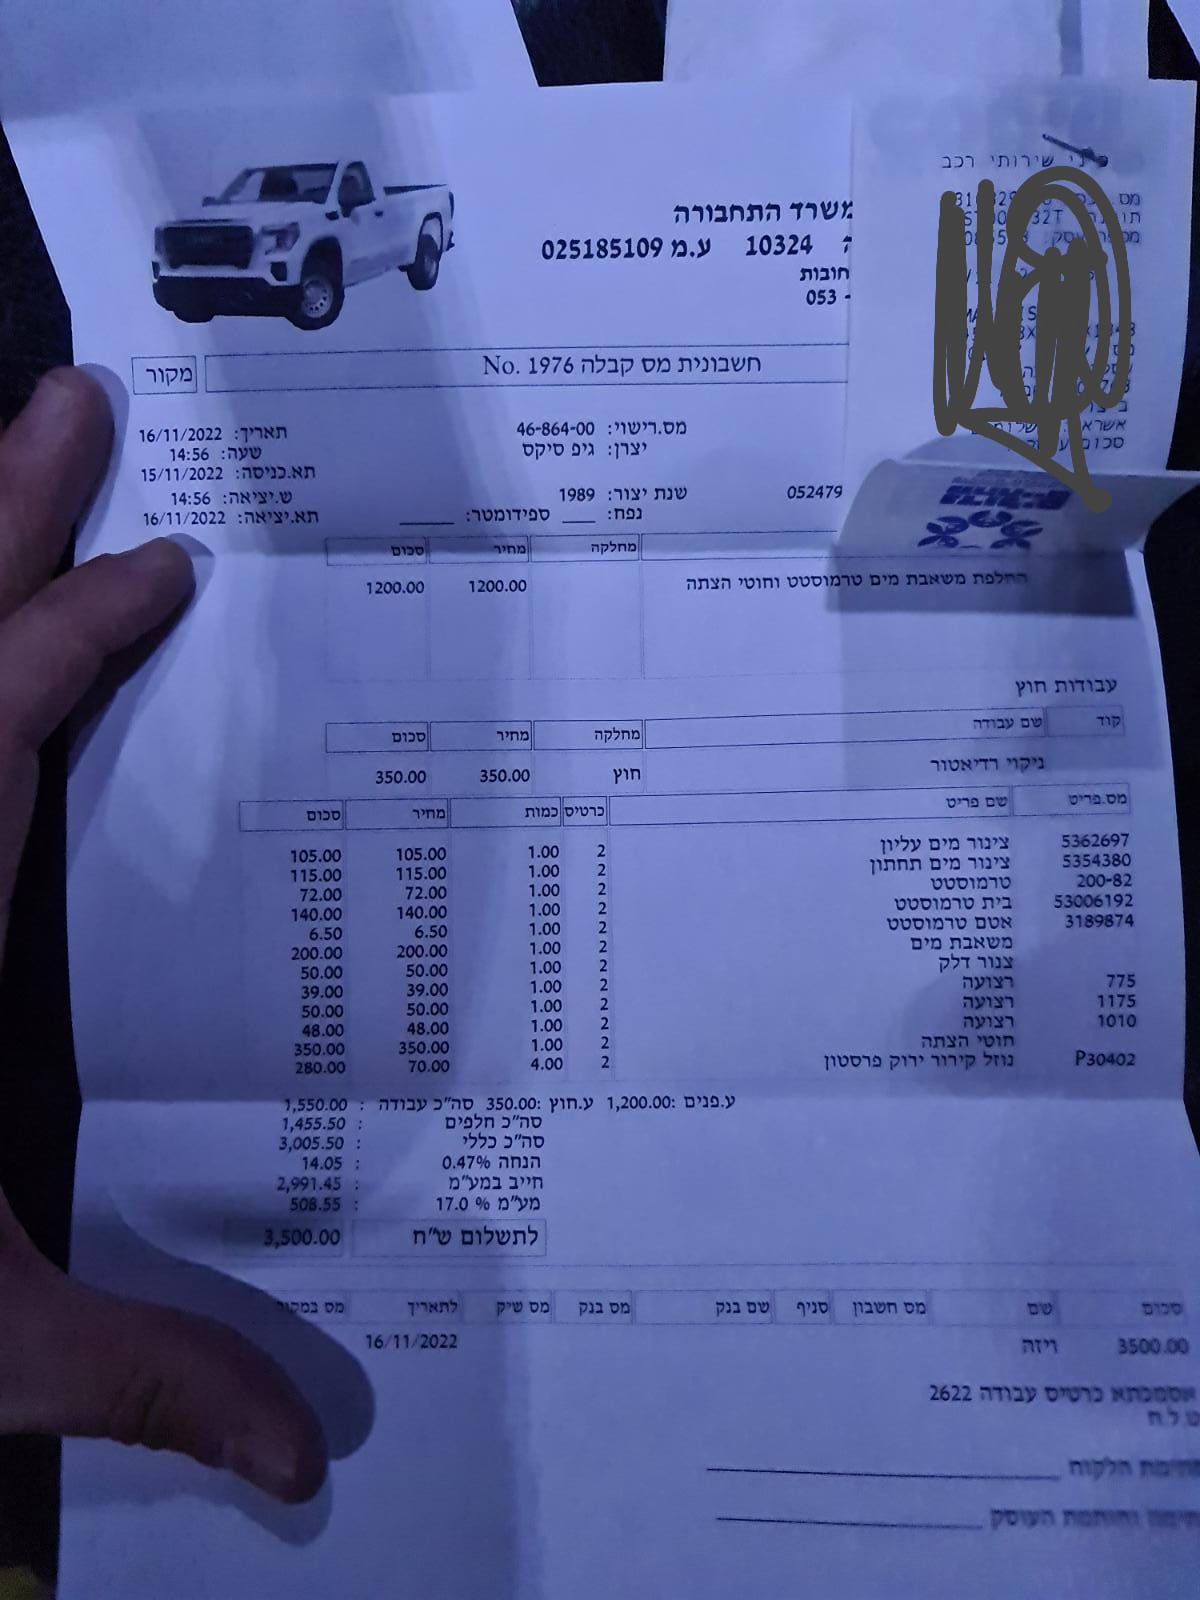 שירותי רכב
משרד התחבורה
10324 ע.מ 025185109
053 -
חשבונית מס קבלה No. 1976
מקור
מס.רישוי: 46-864-00
תאריך: 16/11/2022
יצרן: גיפ סיקס
שעה: 14:56
תא.כניסה: 15/11/2022
052479
שנת יצור: 1989
ש.יציאה: 14:56
נפח: ___ ספידומטר: _____
תא.יציאה: 16/11/2022
מחלקה מחיר סכום
החלפת משאבת מים טרמוסטט וחוטי הצתה 1200.00 1200.00
עבודות חוץ
קוד שם עבודה מחלקה מחיר סכום
ניקוי רדיאטור חוץ 350.00 350.00
מס.פריט שם פריט כרטיס כמות מחיר סכום
5362697 צינור מים עליון 2 1.00 105.00 105.00
5354380 צינור מים תחתון 2 1.00 115.00 115.00
200-82 טרמוסטט 2 1.00 72.00 72.00
53006192 בית טרמוסטט 2 1.00 140.00 140.00
3189874 אטם טרמוסטט 2 1.00 6.50 6.50
משאבת מים 2 1.00 200.00 200.00
צנור דלק 2 1.00 50.00 50.00
775 רצועה 2 1.00 39.00 39.00
1175 רצועה 2 1.00 50.00 50.00
1010 רצועה 2 1.00 48.00 48.00
חוטי הצתה 2 1.00 350.00 350.00
P30402 נוזל קירור ירוק פרסטון 2 4.00 70.00 280.00
ע.פנים: 1,200.00 ע.חוץ: 350.00 סה"כ עבודה : 1,550.00
סה"כ חלפים : 1,455.50
סה"כ כללי : 3,005.50
הנחה 0.47% : 14.05
חייב במע"מ : 2,991.45
מע"מ % 17.0 : 508.55
לתשלום ש"ח 3,500.00
סכום שם מס חשבון סניף שם בנק מס בנק מס שיק לתאריך
3500.00 ויזה 16/11/2022
אסמכתא כרטיס עבודה 2622
ט.ל.ח
חתימת הלקוח
וחותמת העוסק